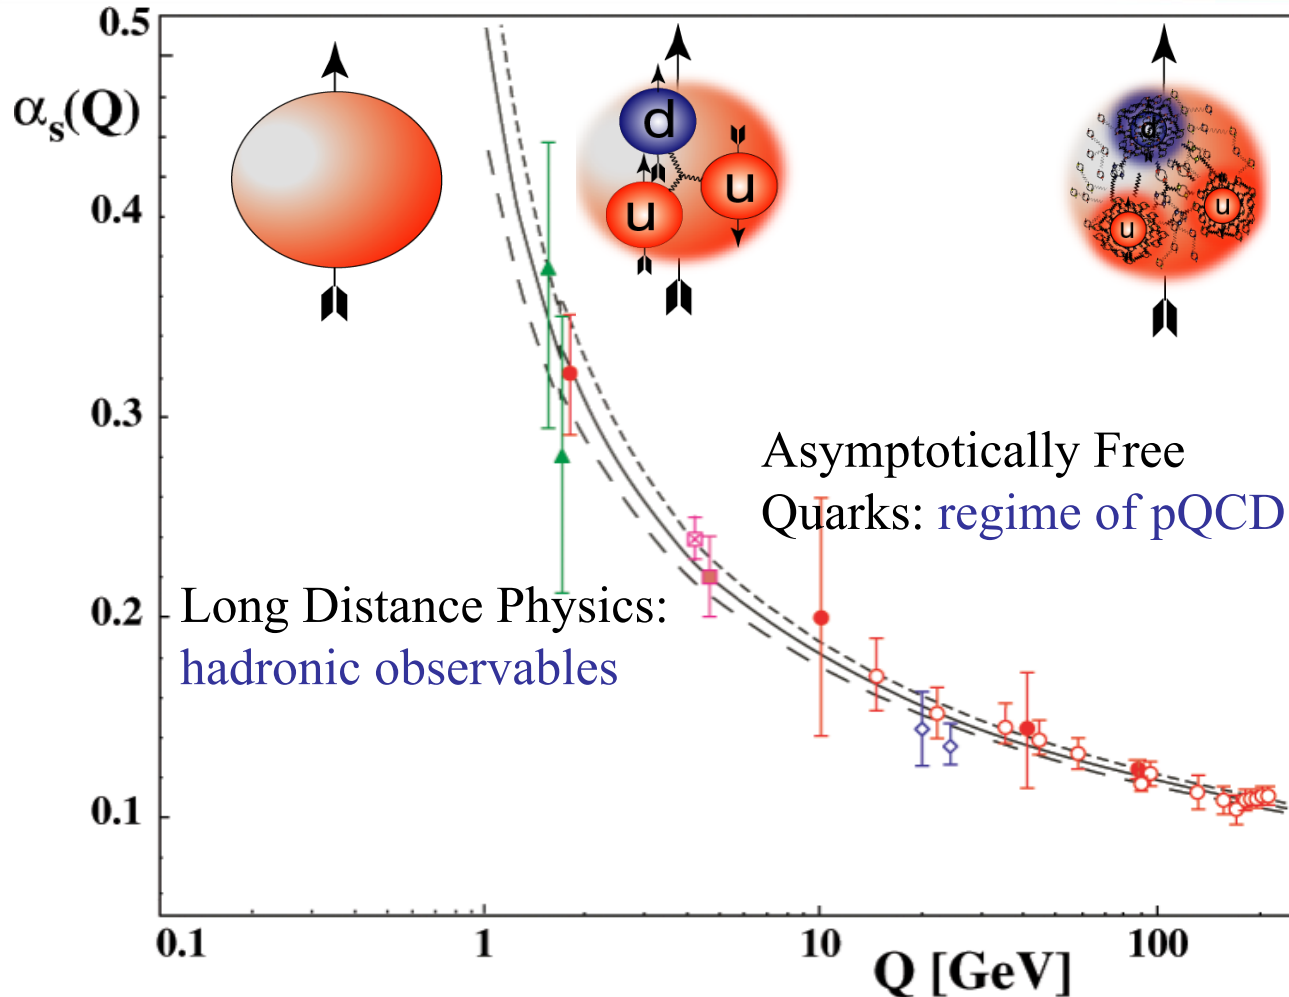 0.5
αs(Q)
0.4
0.3
0.2
0.1
d
u
u
d
u
u
Asymptotically Free
Quarks: regime of pQCD
Long Distance Physics:
hadronic observables
0.1 1 10 100
Q [GeV]